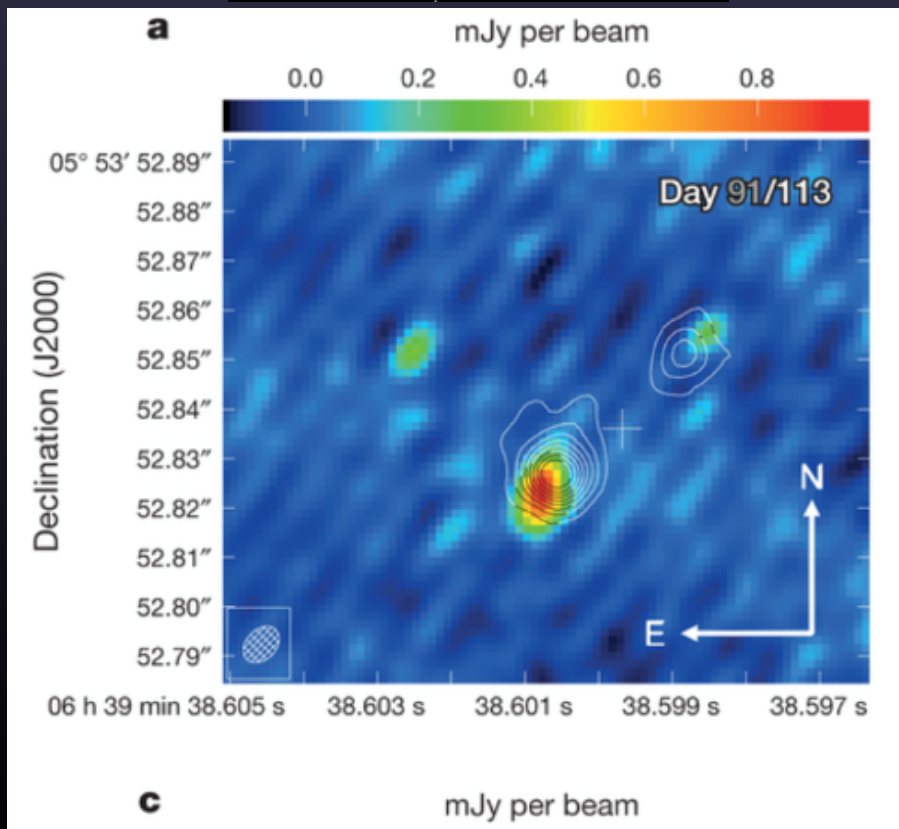 a
mJy per beam
0.0 0.2 0.4 0.6 0.8
Day 91/113
05° 53′ 52.89″
52.88″
52.87″
52.86″
52.85″
52.84″
52.83″
52.82″
52.81″
52.80″
52.79″
Declination (J2000)
N
E
06 h 39 min 38.605 s 38.603 s 38.601 s 38.599 s 38.597 s
c
mJy per beam